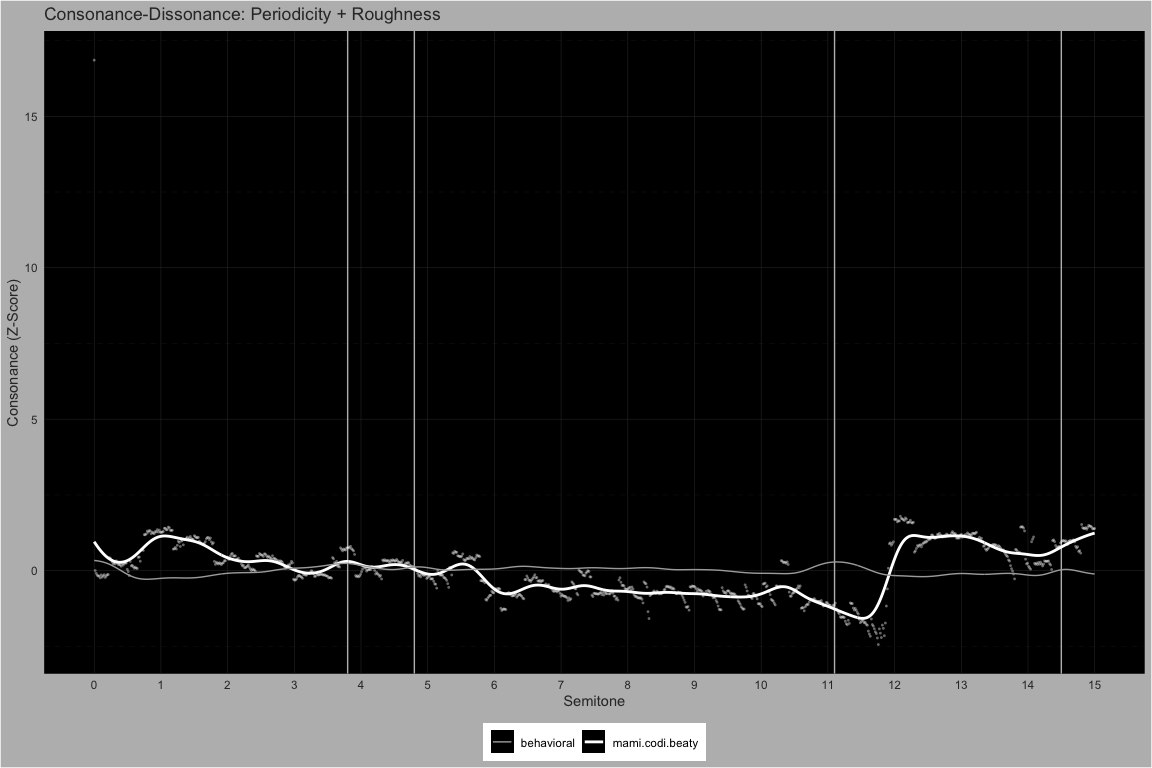 Consonance-Dissonance: Periodicity + Roughness
Consonance (Z-Score)
15
10
5
0
0 1 2 3 4 5 6 7 8 9 10 11 12 13 14 15
Semitone
behavioral mami.codi.beaty